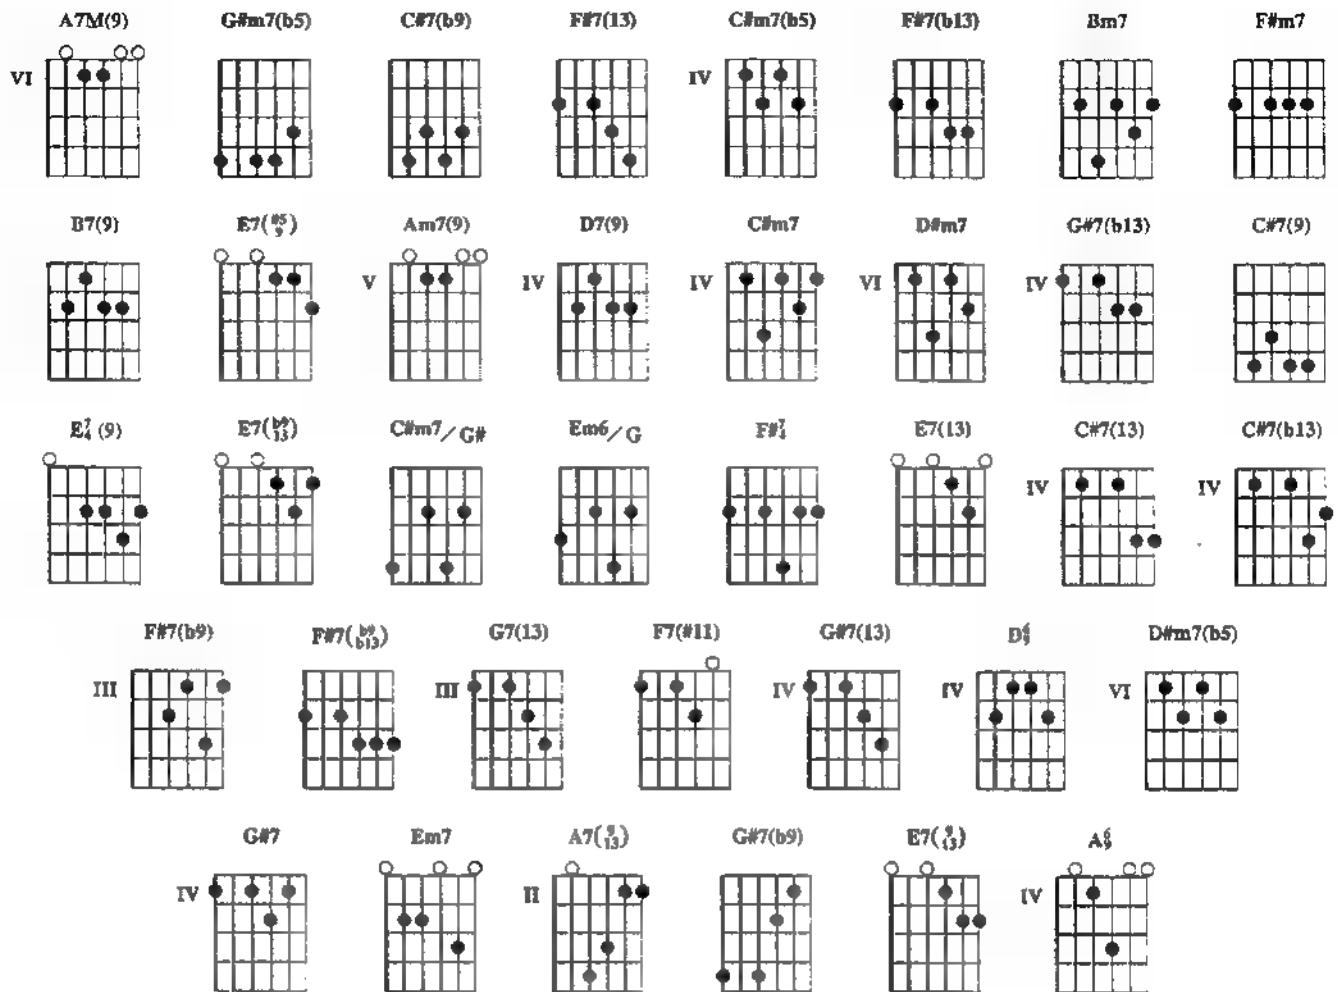 A7M(9) G#m7(b5) C#7(b9) F#7(13) C#m7(b5) F#7(b13) Bm7 F#m7
VI IV
B7(9) E7(#5 9) Am7(9) D7(9) C#m7 D#m7 G#7(b13) C#7(9)
V IV IV VI IV
E7 4 (9) E7(b9 13) C#m7/G# Em6/G F#7 4 E7(13) C#7(13) C#7(b13)
IV IV
F#7(b9) F#7(b9 b13) G7(13) F7(#11) G#7(13) D6 9 D#m7(b5)
III III IV IV VI
G#7 Em7 A7(9 13) G#7(b9) E7(9 13) A6 9
IV II IV